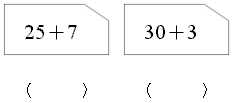 25＋7 30＋3
（　　） （　　）